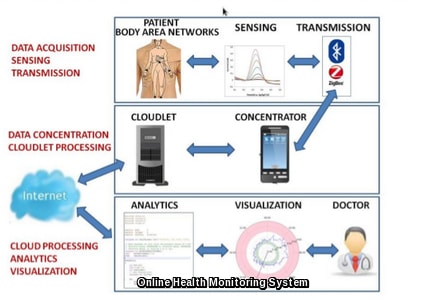 PATIENT
BODY AREA NETWORKS
SENSING
TRANSMISSION
DATA ACQUISITION
SENSING
TRANSMISSION
ZigBee
CLOUDLET
CONCENTRATOR
DATA CONCENTRATION
CLOUDLET PROCESSING
Internet
ANALYTICS
VISUALIZATION
DOCTOR
CLOUD PROCESSING
ANALYTICS
VISUALIZATION
Online Health Monitoring System